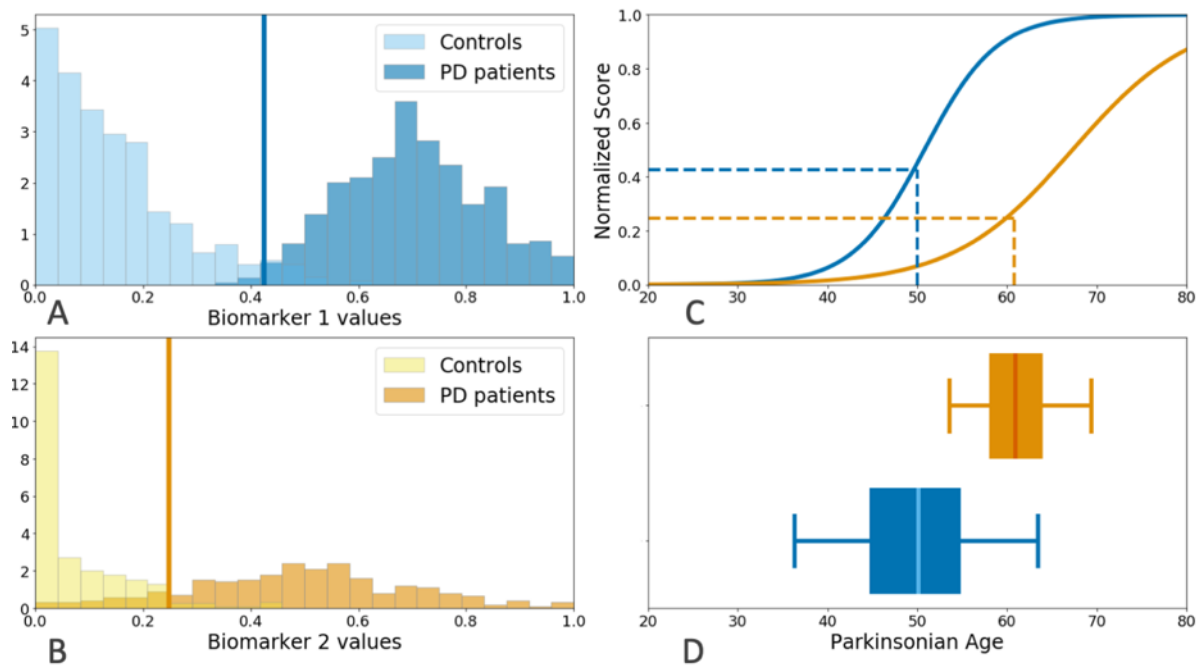 5
4
3
2
1
0
Controls
PD patients
0.0 0.2 0.4 0.6 0.8 1.0
A
Biomarker 1 values
14
12
10
8
6
4
2
0
Controls
PD patients
0.0 0.2 0.4 0.6 0.8 1.0
B
Biomarker 2 values
Normalized Score
1.0
0.8
0.6
0.4
0.2
0.0
20 30 40 50 60 70 80
C
20 30 40 50 60 70 80
D
Parkinsonian Age